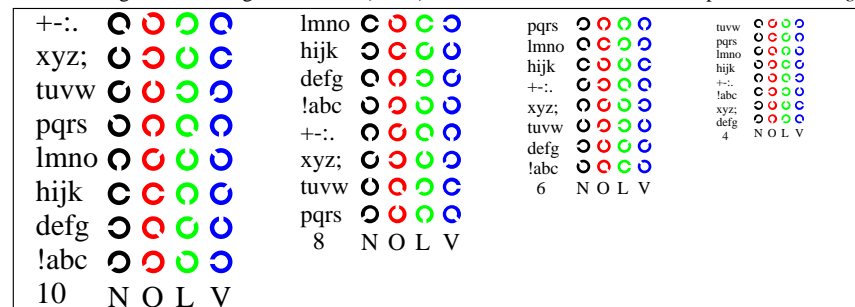 +-:.
xyz;
tuvw
pqrs
lmno
hijk
defg
!abc
10 N O L V
lmno
hijk
defg
!abc
+-:.
xyz;
tuvw
pqrs
8 N O L V
pqrs
lmno
hijk
+-:.
xyz;
tuvw
defg
!abc
6 N O L V
tuvw
pqrs
lmno
hijk
+-:.
!abc
xyz;
defg
4 N O L V